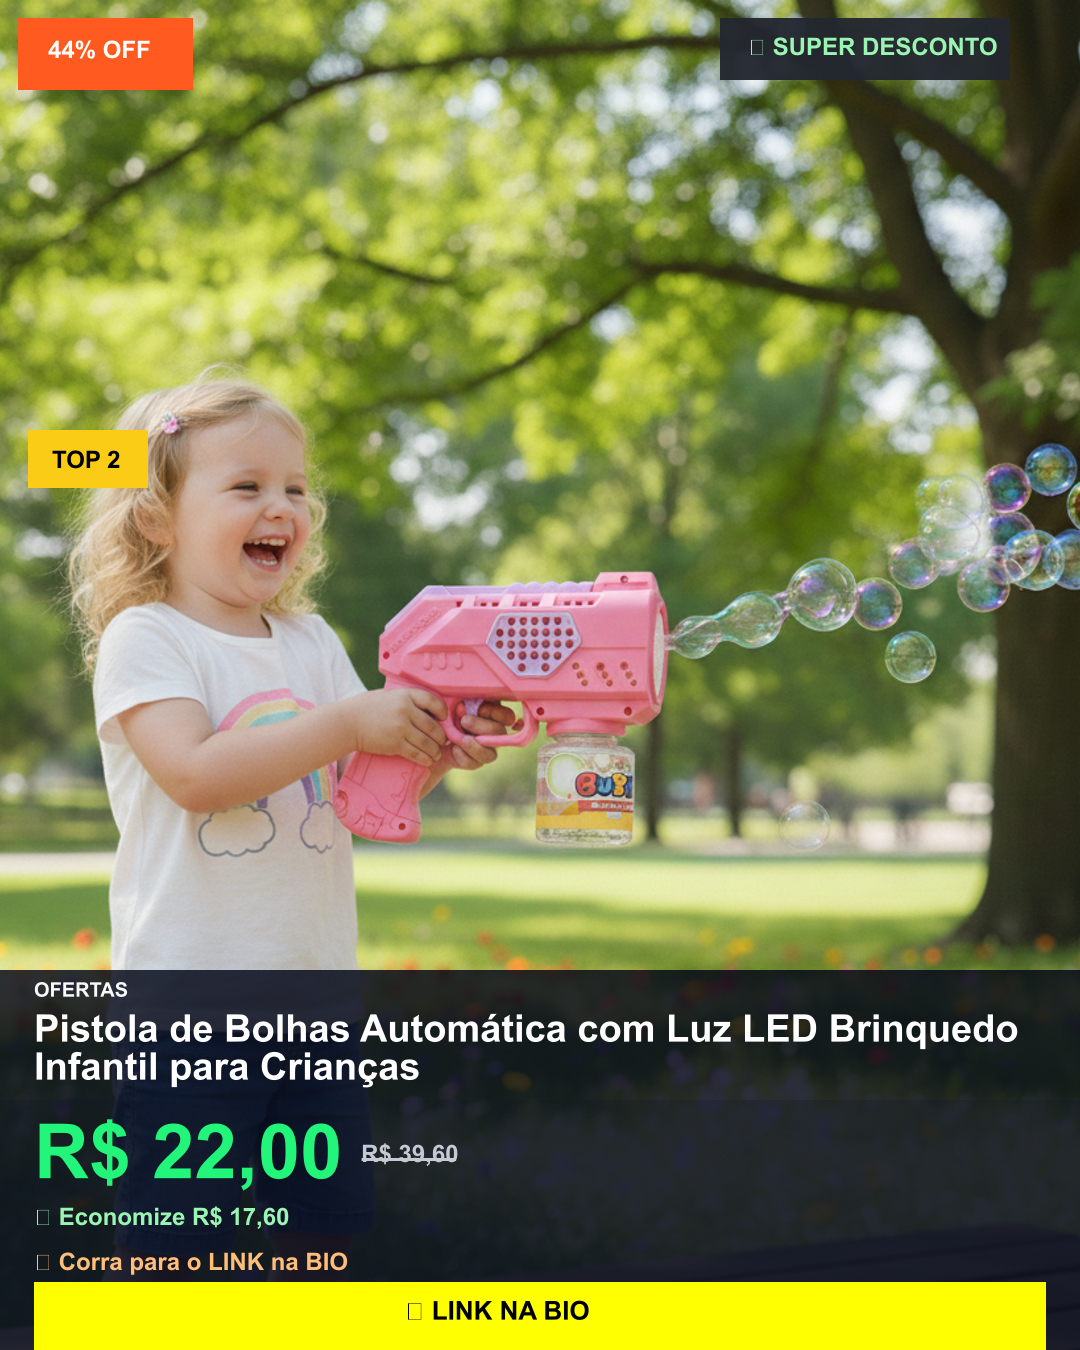 44% OFF
SUPER DESCONTO
TOP 2
OFERTAS
Pistola de Bolhas Automática com Luz LED Brinquedo
Infantil para Crianças
R$ 22,00 R$ 39,60
Economize R$ 17,60
Corra para o LINK na BIO
LINK NA BIO